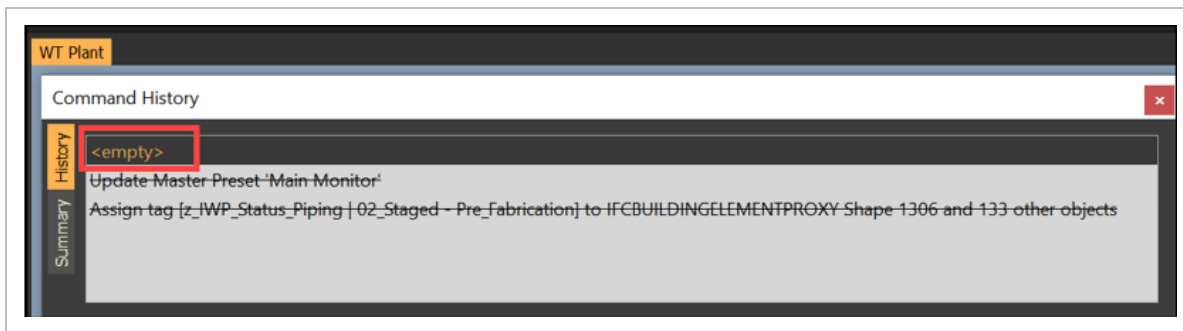 WT Plant
Command History
×
History
<empty>
Update Master Preset 'Main Monitor'
Assign tag [z_IWP_Status_Piping | 02_Staged - Pre_Fabrication] to IFCBUILDINGELEMENTPROXY Shape 1306 and 133 other objects
Summary